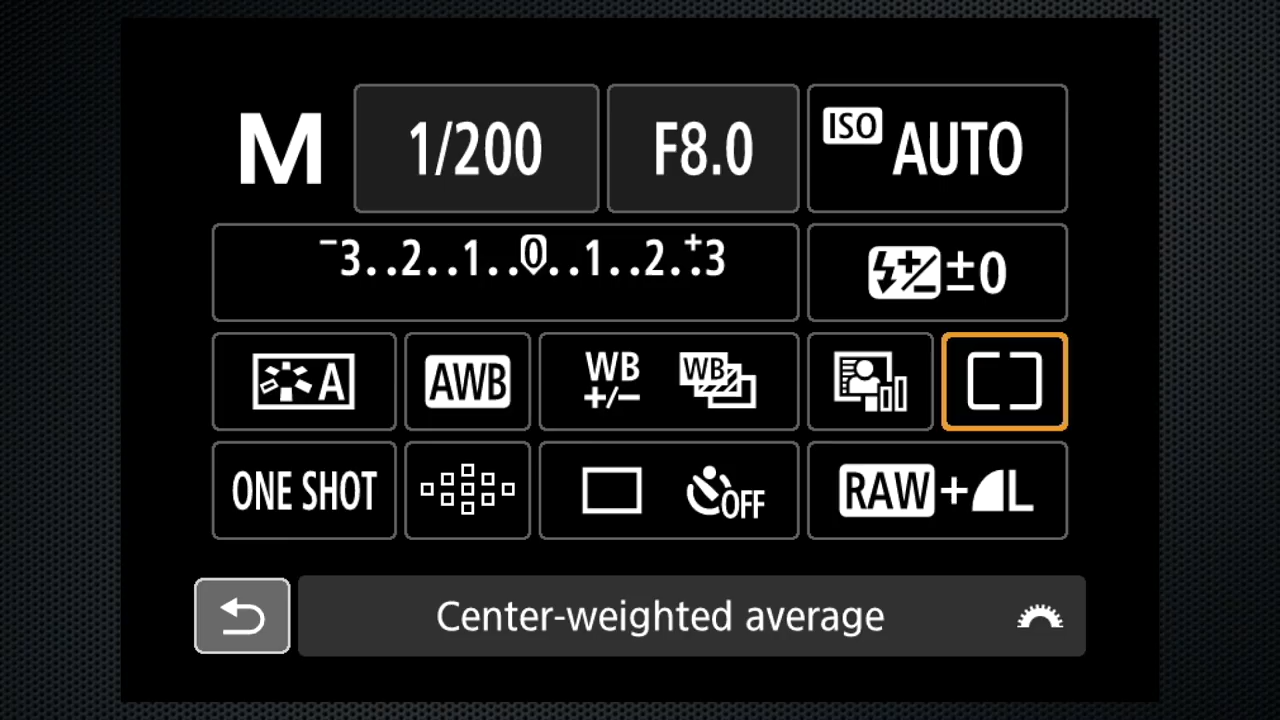 M 1/200 F8.0 ISO AUTO
-3..2..1..0..1..2..+3 ±0
A AWB WB +/- WB
ONE SHOT OFF RAW+L
Center-weighted average